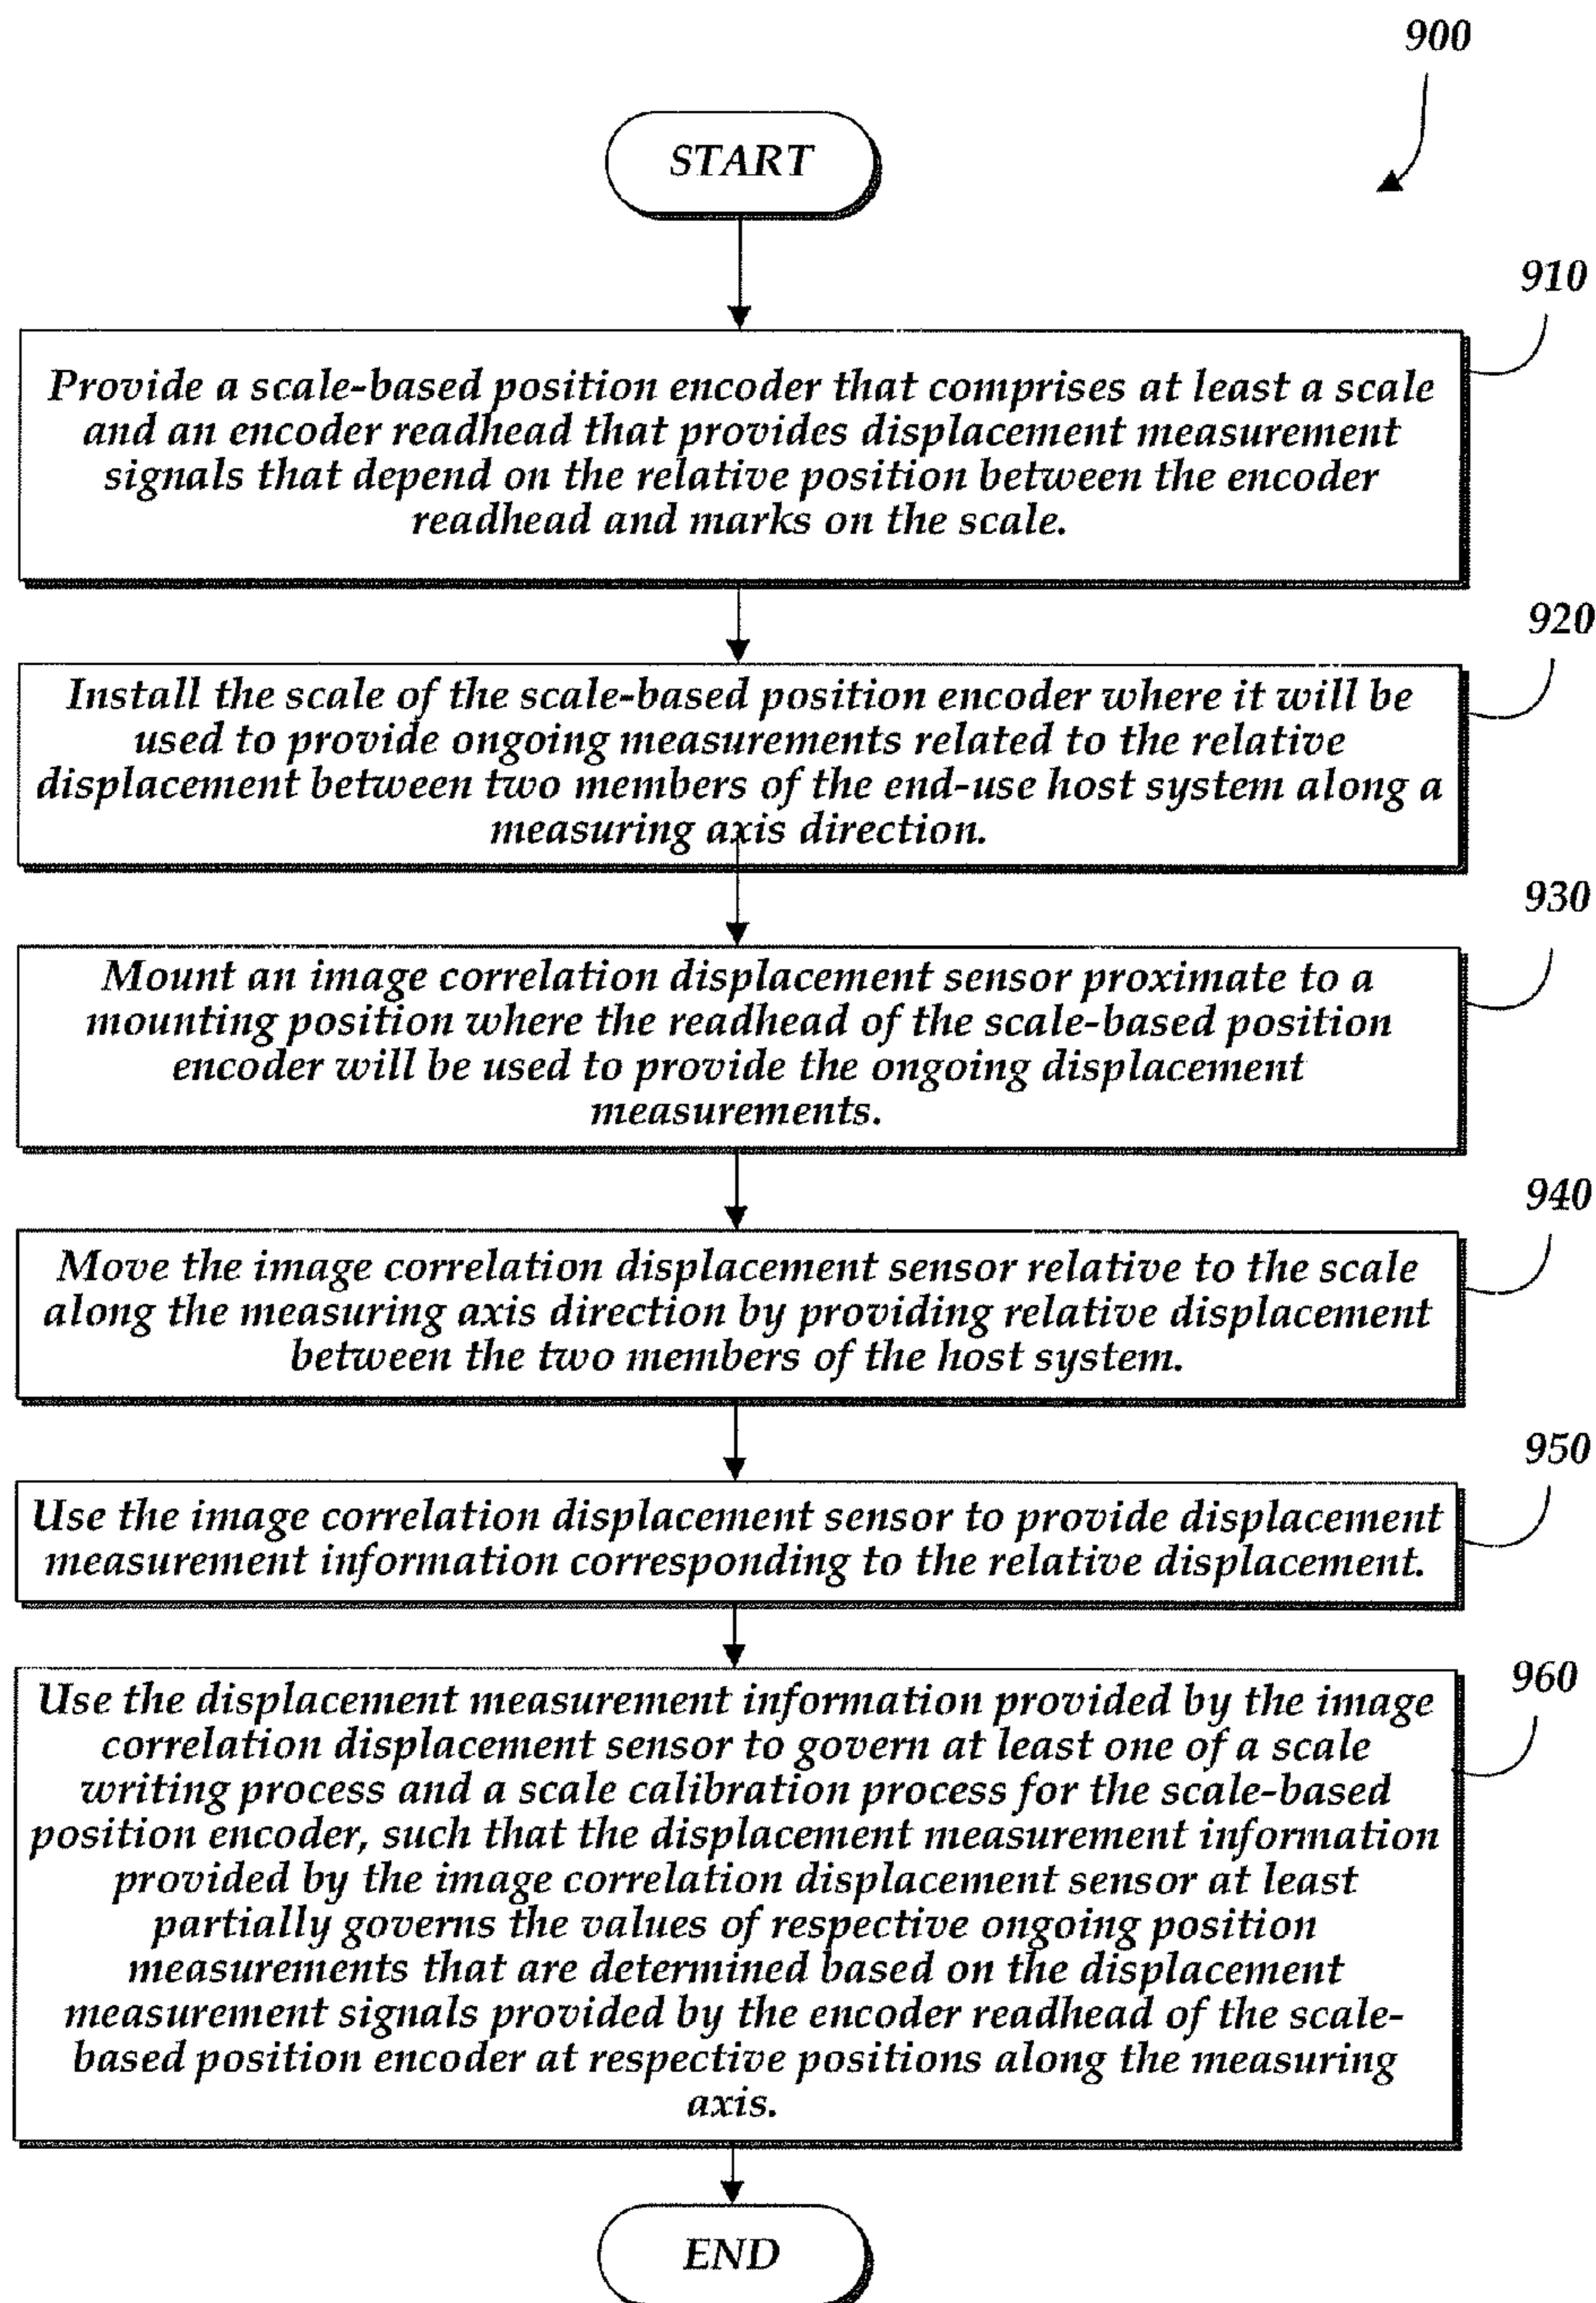 900
START
910
Provide a scale-based position encoder that comprises at least a scale
and an encoder readhead that provides displacement measurement
signals that depend on the relative position between the encoder
readhead and marks on the scale.
920
Install the scale of the scale-based position encoder where it will be
used to provide ongoing measurements related to the relative
displacement between two members of the end-use host system along a
measuring axis direction.
930
Mount an image correlation displacement sensor proximate to a
mounting position where the readhead of the scale-based position
encoder will be used to provide the ongoing displacement
measurements.
940
Move the image correlation displacement sensor relative to the scale
along the measuring axis direction by providing relative displacement
between the two members of the host system.
950
Use the image correlation displacement sensor to provide displacement
measurement information corresponding to the relative displacement.
960
Use the displacement measurement information provided by the image
correlation displacement sensor to govern at least one of a scale
writing process and a scale calibration process for the scale-based
position encoder, such that the displacement measurement information
provided by the image correlation displacement sensor at least
partially governs the values of respective ongoing position
measurements that are determined based on the displacement
measurement signals provided by the encoder readhead of the scale-
based position encoder at respective positions along the measuring
axis.
END